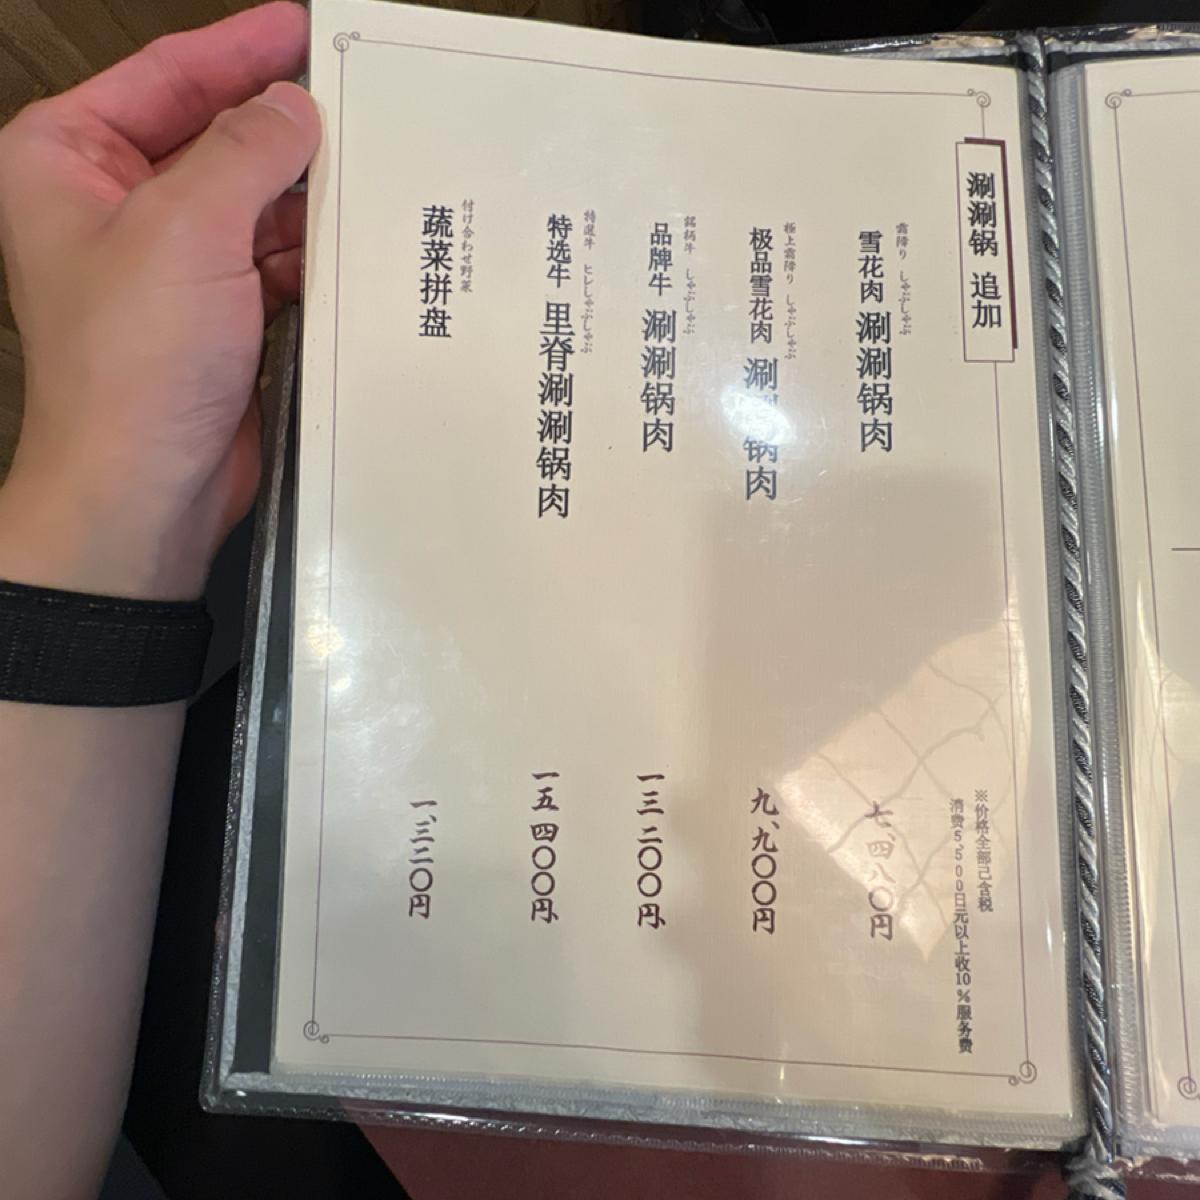 涮涮锅 追加
※价格全部已含税
消费5,500日元以上收10%服务费
霜降り しゃぶしゃぶ
雪花肉 涮涮锅肉
七、四八〇円
極上霜降り しゃぶしゃぶ
极品雪花肉 涮涮锅肉
九、九〇〇円
銘柄牛 しゃぶしゃぶ
品牌牛 涮涮锅肉
一三二〇〇円
特選牛 ヒレしゃぶしゃぶ
特选牛 里脊涮涮锅肉
一五四〇〇円
付け合わせ野菜
蔬菜拼盘
一、三二〇円